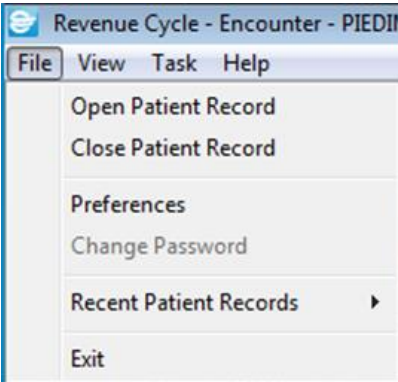 Revenue Cycle - Encounter - PIEDI
File View Task Help
Open Patient Record
Close Patient Record
Preferences
Change Password
Recent Patient Records
Exit